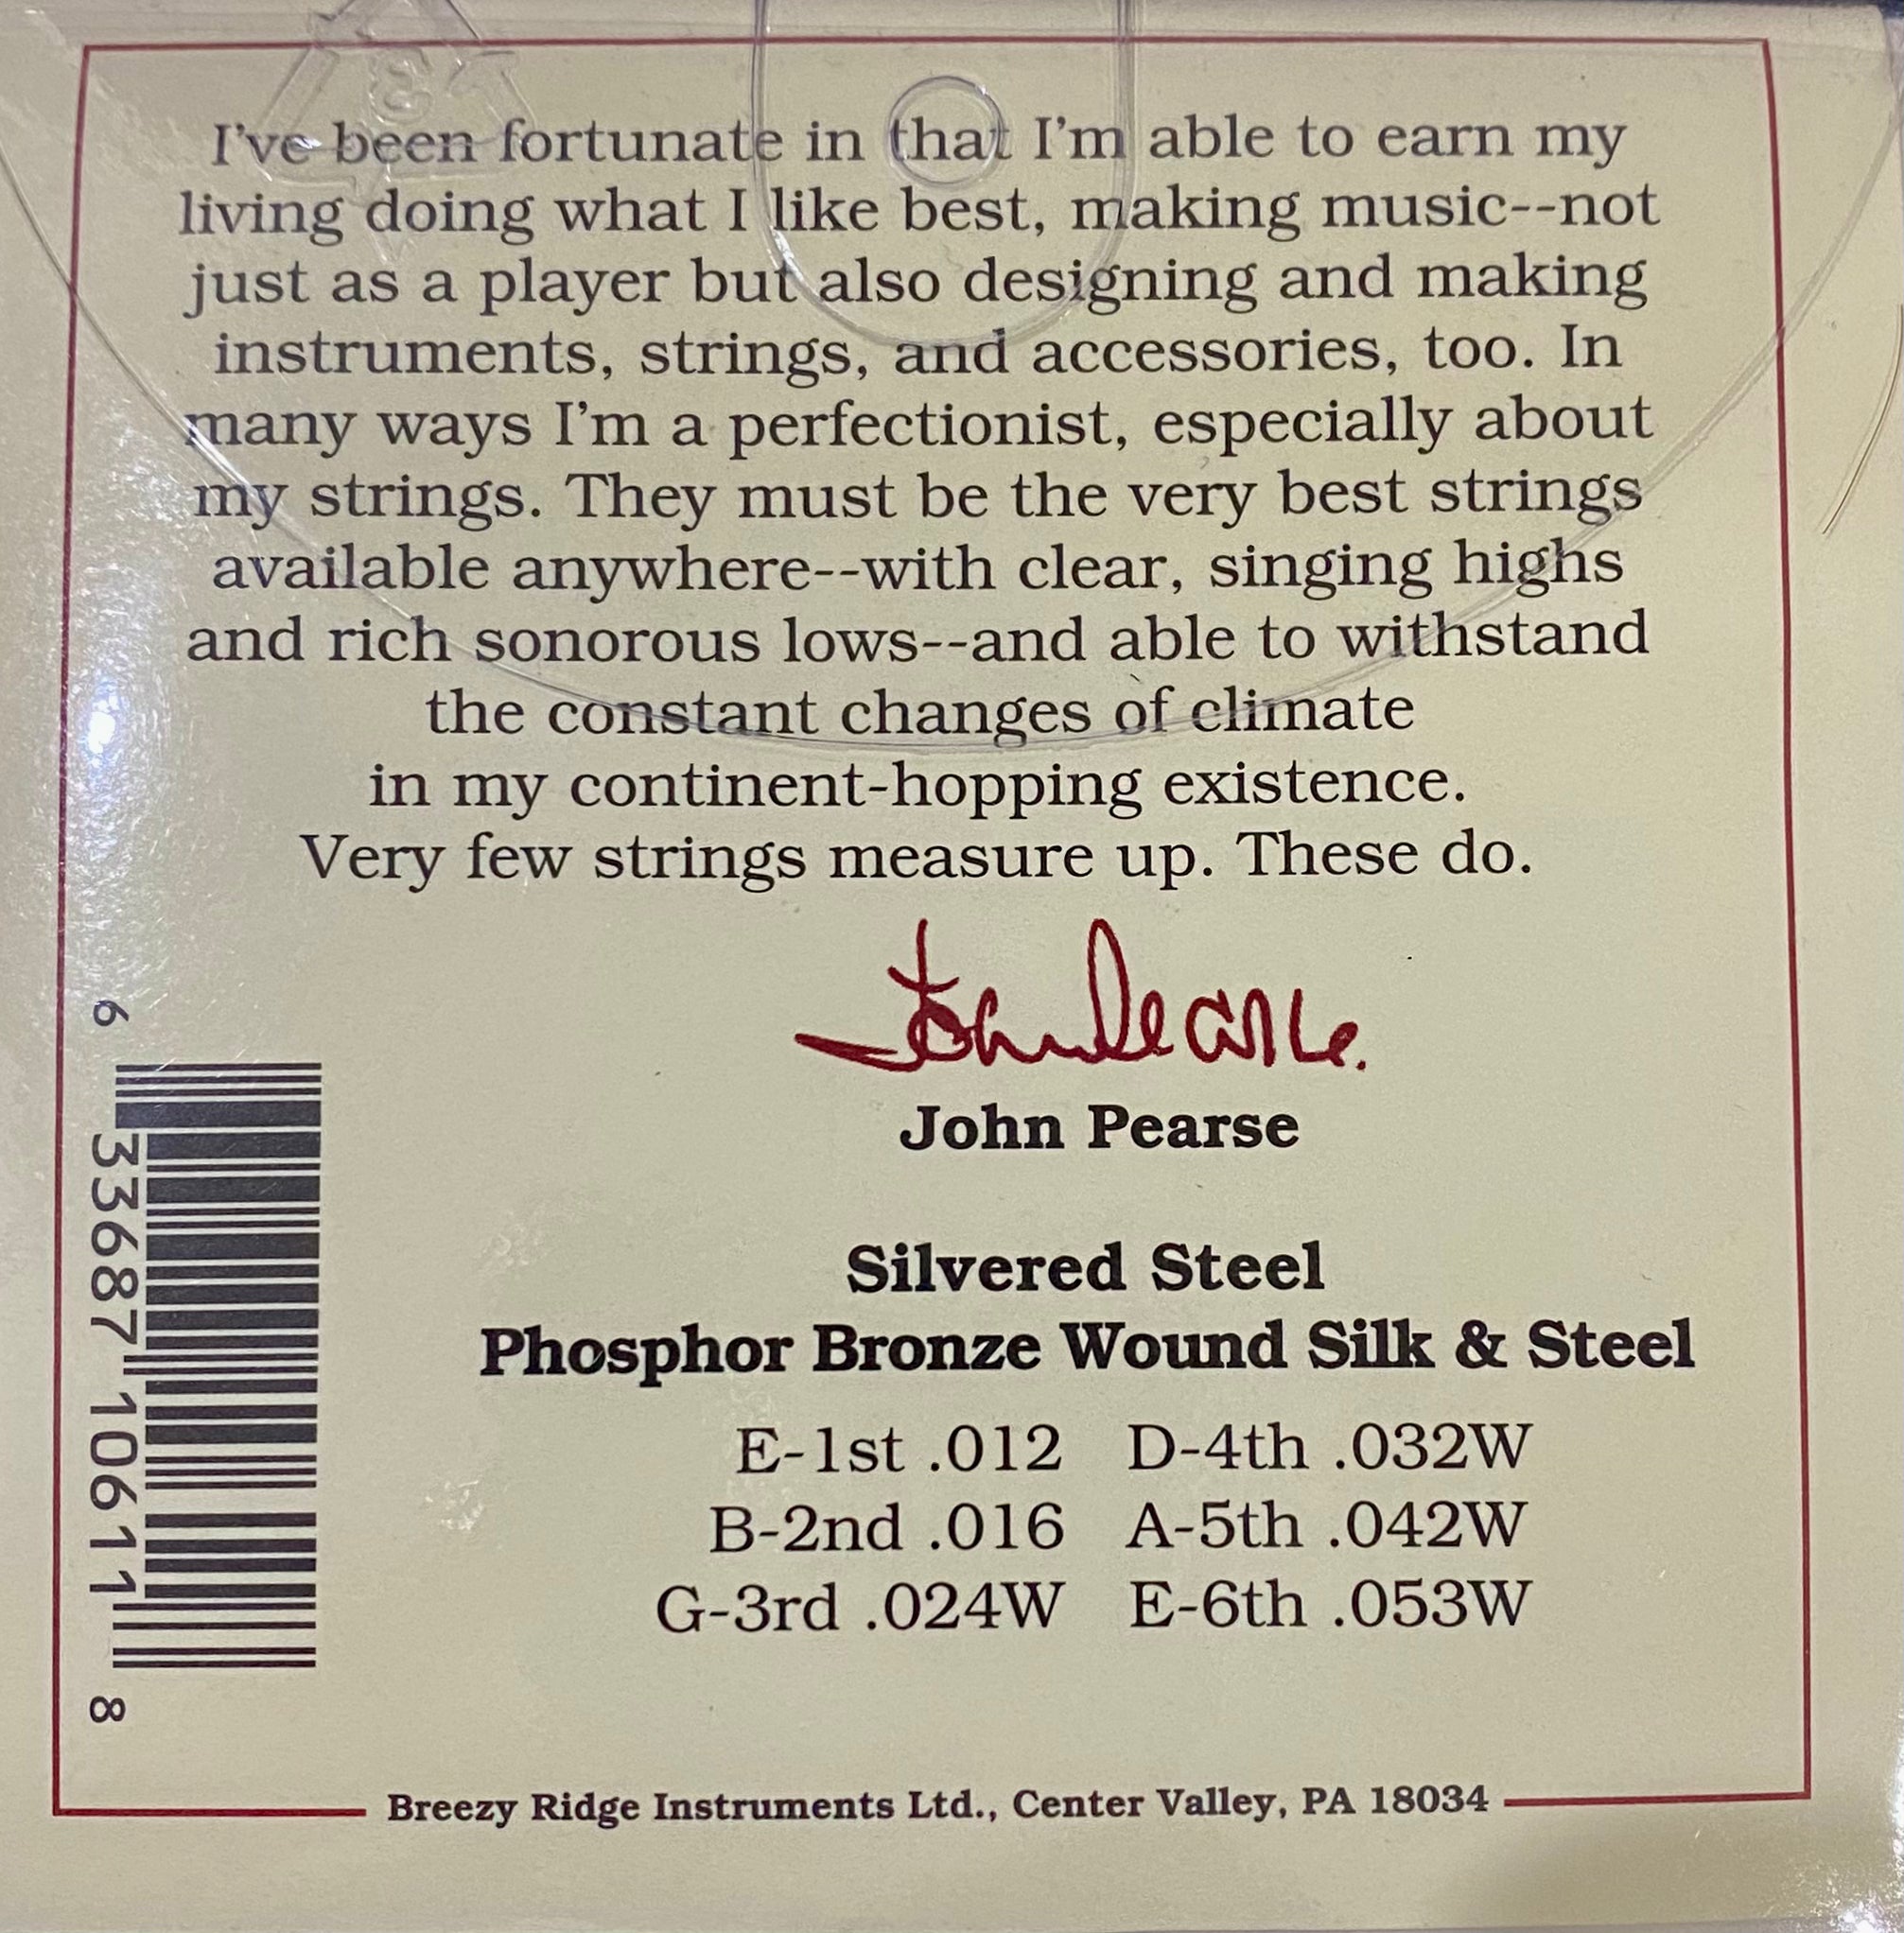 I've been fortunate in that I'm able to earn my
living doing what I like best, making music--not
just as a player but also designing and making
instruments, strings, and accessories, too. In
many ways I'm a perfectionist, especially about
my strings. They must be the very best strings
available anywhere--with clear, singing highs
and rich sonorous lows--and able to withstand
the constant changes of climate
in my continent-hopping existence.
Very few strings measure up. These do.
John Pearse.
John Pearse
Silvered Steel
Phosphor Bronze Wound Silk & Steel
E-1st .012 D-4th .032W
B-2nd .016 A-5th .042W
G-3rd .024W E-6th .053W
6 33687 10611 8
Breezy Ridge Instruments Ltd., Center Valley, PA 18034